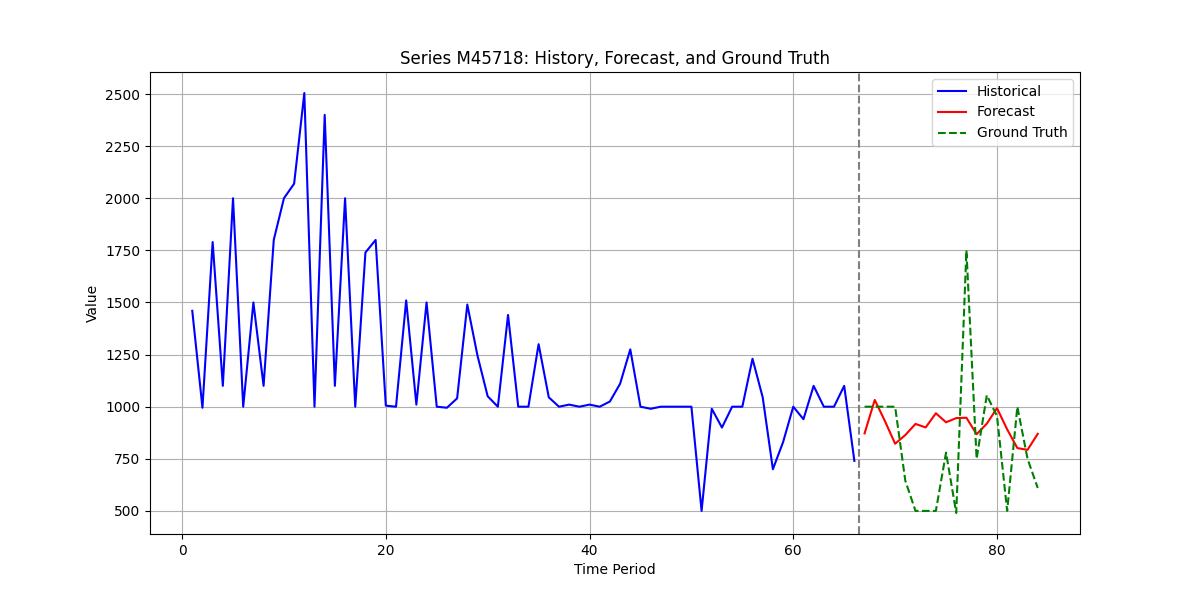 Series M45718: History, Forecast, and Ground Truth
Historical
Forecast
Ground Truth
2500
2250
2000
1750
1500
1250
1000
750
500
Value
0 20 40 60 80
Time Period